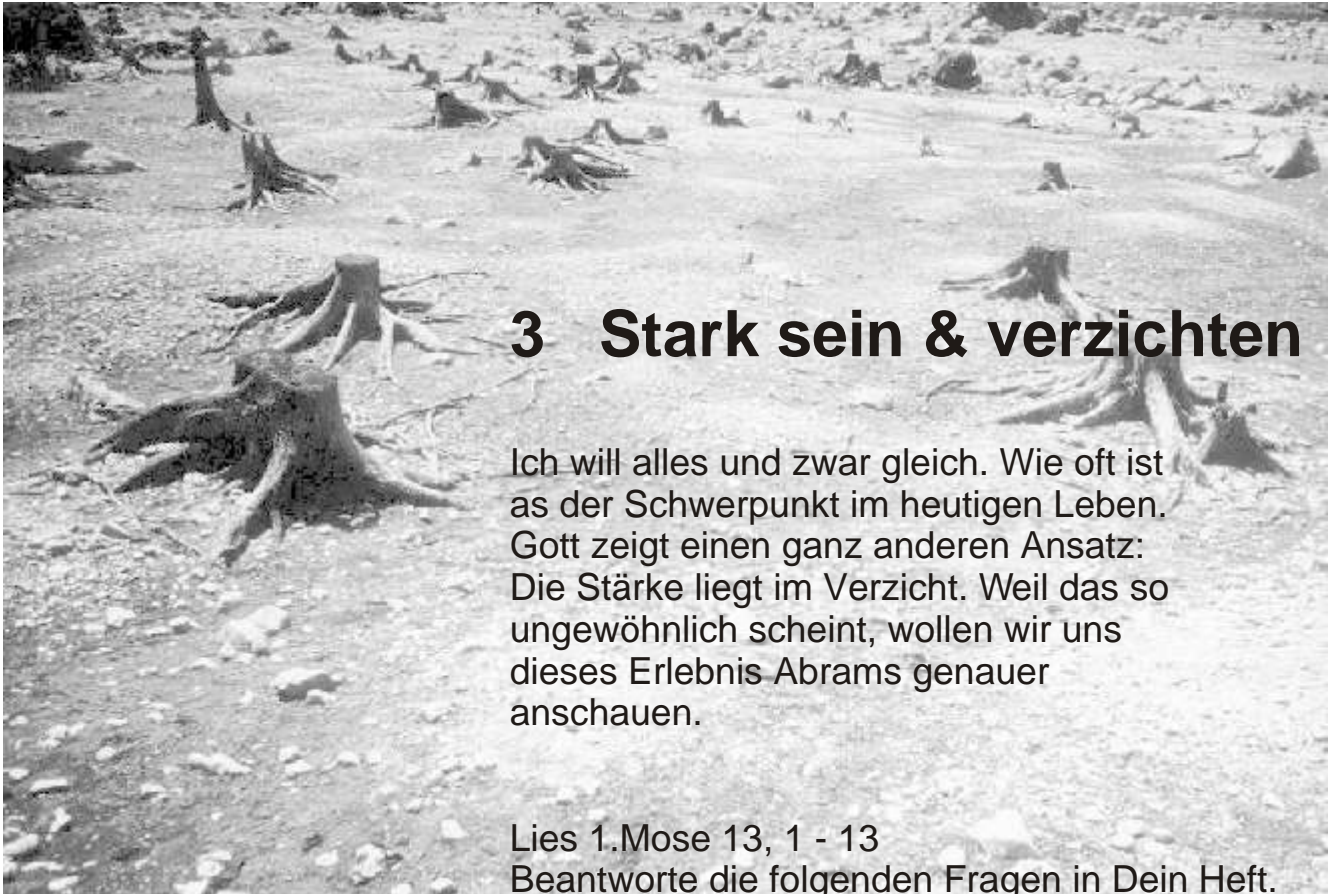 3 Stark sein & verzichten
Ich will alles und zwar gleich. Wie oft ist
as der Schwerpunkt im heutigen Leben.
Gott zeigt einen ganz anderen Ansatz:
Die Stärke liegt im Verzicht. Weil das so
ungewöhnlich scheint, wollen wir uns
dieses Erlebnis Abrams genauer
anschauen.
Lies 1.Mose 13, 1 - 13
Beantworte die folgenden Fragen in Dein Heft.